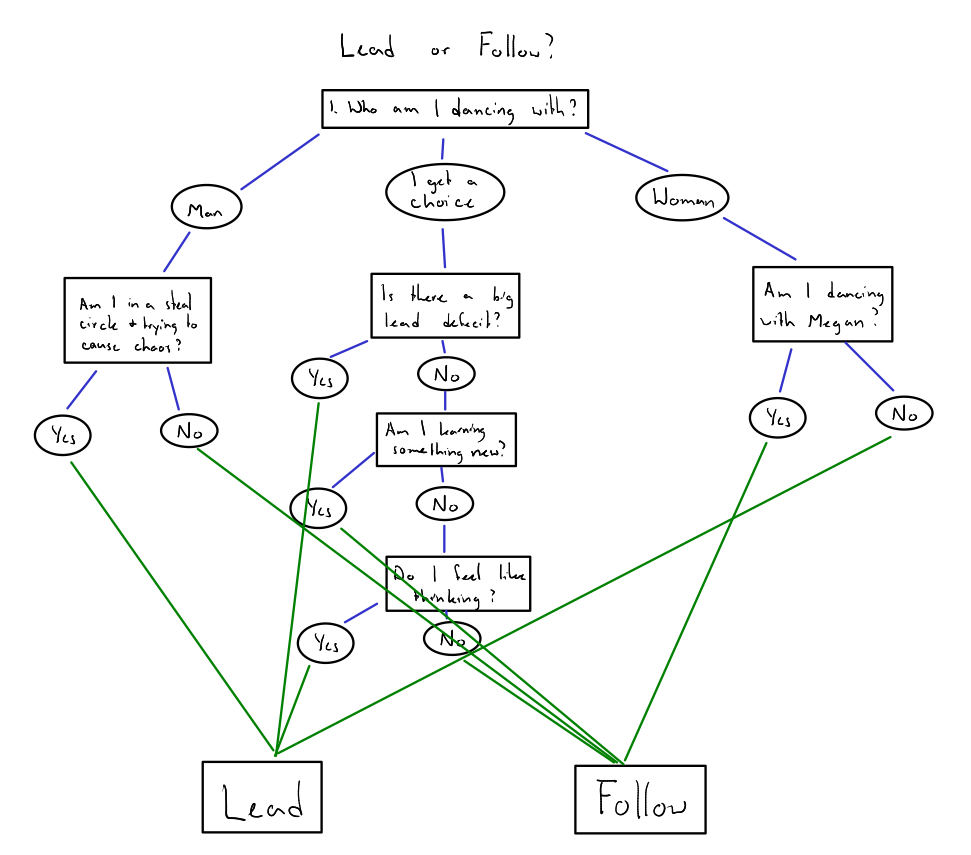 Lead or Follow?
1. Who am I dancing with?
I get a
choice
Man
Woman
Am I in a steal
circle + trying to
cause chaos?
Is there a big
lead defecit?
Am I dancing
with Megan?
Yes
No
Yes
No
Yes
No
Am I learning
something new?
Yes
No
Do I feel like
thinking?
Yes
No
Lead
Follow